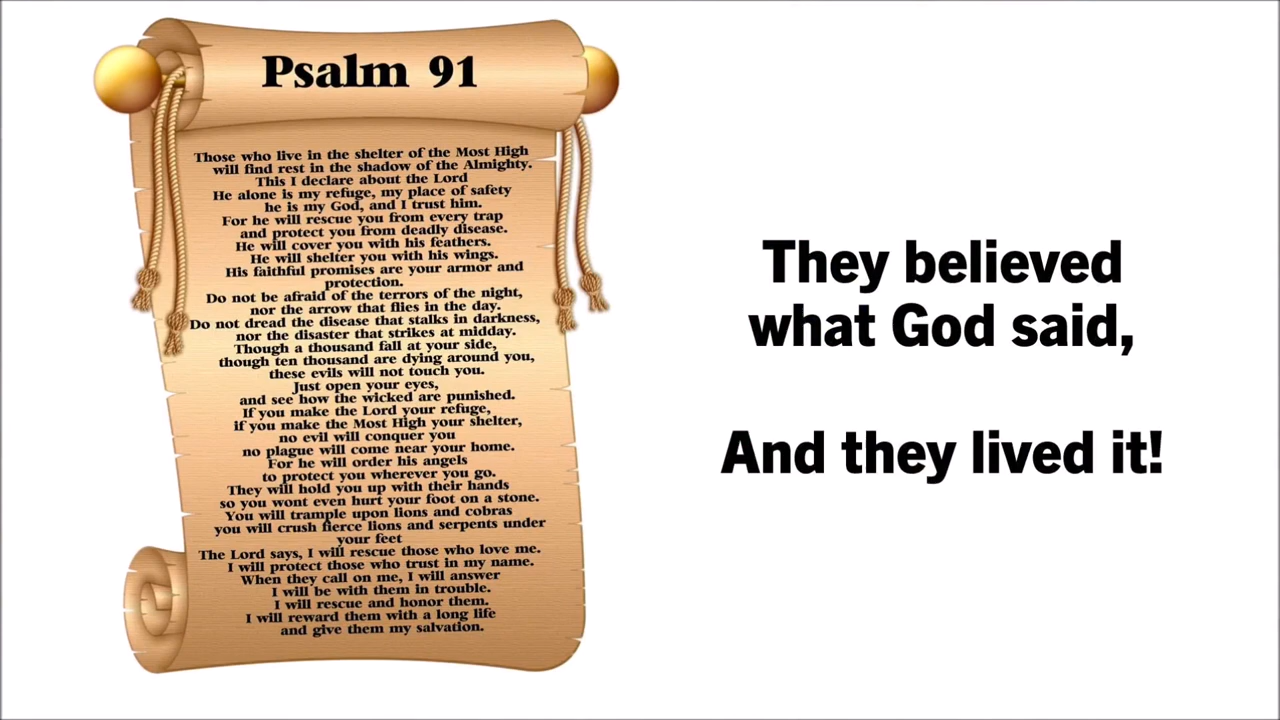 Psalm 91
Those who live in the shelter of the Most High
will find rest in the shadow of the Almighty.
This I declare about the Lord
He alone is my refuge, my place of safety
he is my God, and I trust him.
For he will rescue you from every trap
and protect you from deadly disease.
He will cover you with his feathers.
He will shelter you with his wings.
His faithful promises are your armor and
protection.
Do not be afraid of the terrors of the night,
nor the arrow that flies in the day.
Do not dread the disease that stalks in darkness,
nor the disaster that strikes at midday.
Though a thousand fall at your side,
though ten thousand are dying around you,
these evils will not touch you.
Just open your eyes,
and see how the wicked are punished.
If you make the Lord your refuge,
if you make the Most High your shelter,
no evil will conquer you
no plague will come near your home.
For he will order his angels
to protect you wherever you go.
They will hold you up with their hands
so you wont even hurt your foot on a stone.
You will trample upon lions and cobras
you will crush fierce lions and serpents under
your feet
The Lord says, I will rescue those who love me.
I will protect those who trust in my name.
When they call on me, I will answer
I will be with them in trouble.
I will rescue and honor them.
I will reward them with a long life
and give them my salvation.
They believed
what God said,
And they lived it!